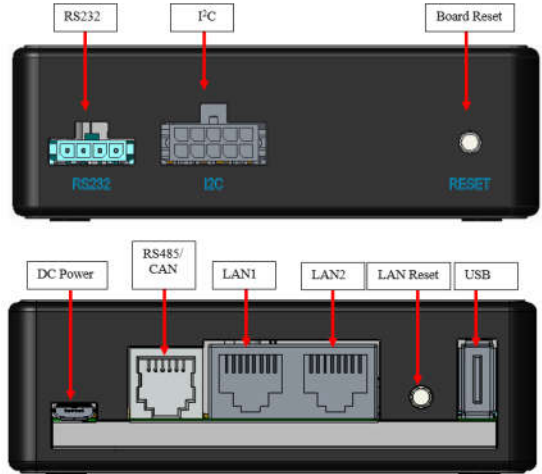 RS232
I²C
Board Reset
RS232
I2C
RESET
DC Power
RS485/
CAN
LAN1
LAN2
LAN Reset
USB